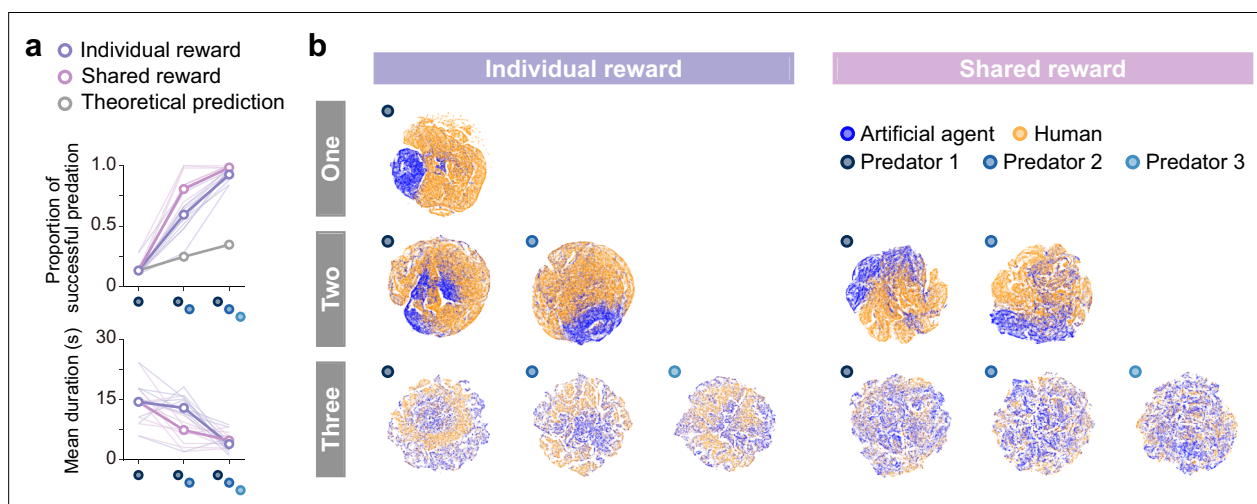 a
Individual reward
Shared reward
Theoretical prediction
Proportion of
successful predation
1.0
0.5
0
Mean duration (s)
30
15
0
b
Individual reward
Shared reward
Artificial agent
Human
Predator 1
Predator 2
Predator 3
One
Two
Three